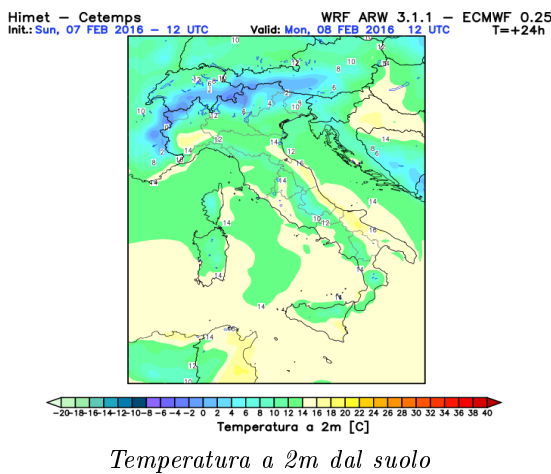 Himet – Cetemps WRF ARW 3.1.1 – ECMWF 0.25
Init.: Sun, 07 FEB 2016 – 12 UTC Valid: Mon, 08 FEB 2016 12 UTC T=+24h
-20 -18 -16 -14 -12 -10 -8 -6 -4 -2 0 2 4 6 8 10 12 14 16 18 20 22 24 26 28 30 32 34 36 38 40
Temperatura a 2m [C]
Temperatura a 2m dal suolo